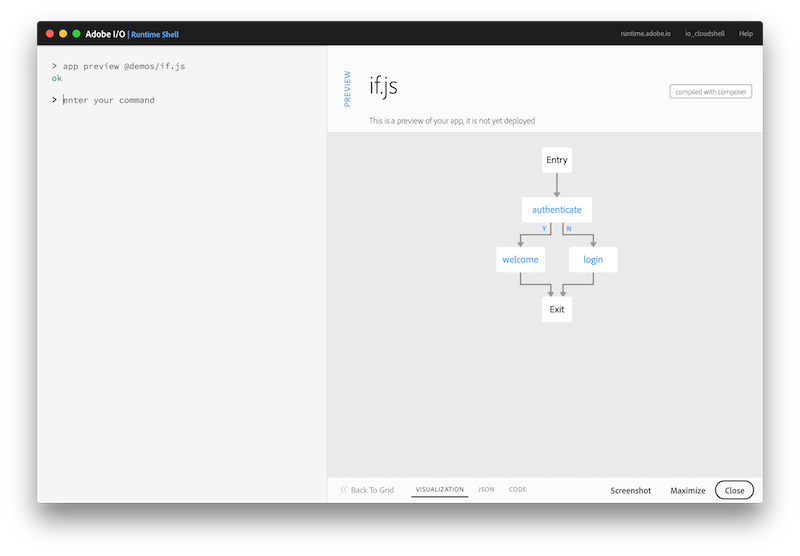 Adobe I/O | Runtime Shell
runtime.adobe.io io_cloudshell Help
> app preview @demos/if.js
ok
> enter your command
PREVIEW
if.js
compiled with composer
This is a preview of your app, it is not yet deployed
Entry
authenticate
Y N
welcome login
Exit
Back To Grid VISUALIZATION JSON CODE Screenshot Maximize Close